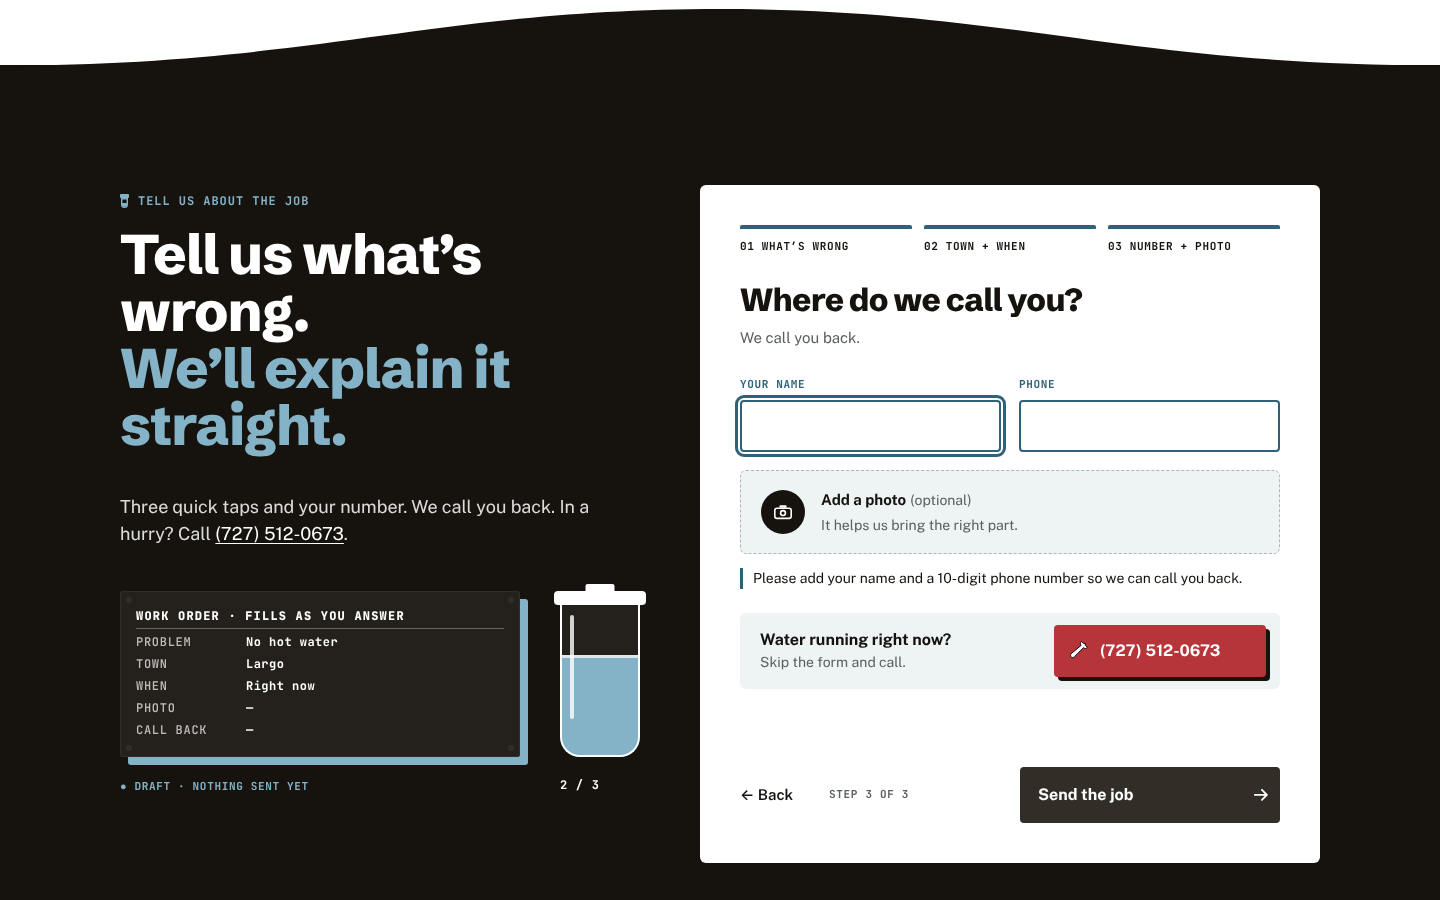 TELL US ABOUT THE JOB
Tell us what’s
wrong.
We’ll explain it
straight.
Three quick taps and your number. We call you back. In a
hurry? Call (727) 512-0673.
WORK ORDER · FILLS AS YOU ANSWER
PROBLEM No hot water
TOWN Largo
WHEN Right now
PHOTO —
CALL BACK —
DRAFT · NOTHING SENT YET
2 / 3
01 WHAT’S WRONG
02 TOWN + WHEN
03 NUMBER + PHOTO
Where do we call you?
We call you back.
YOUR NAME
PHONE
Add a photo (optional)
It helps us bring the right part.
Please add your name and a 10-digit phone number so we can call you back.
Water running right now?
Skip the form and call.
(727) 512-0673
← Back
STEP 3 OF 3
Send the job →